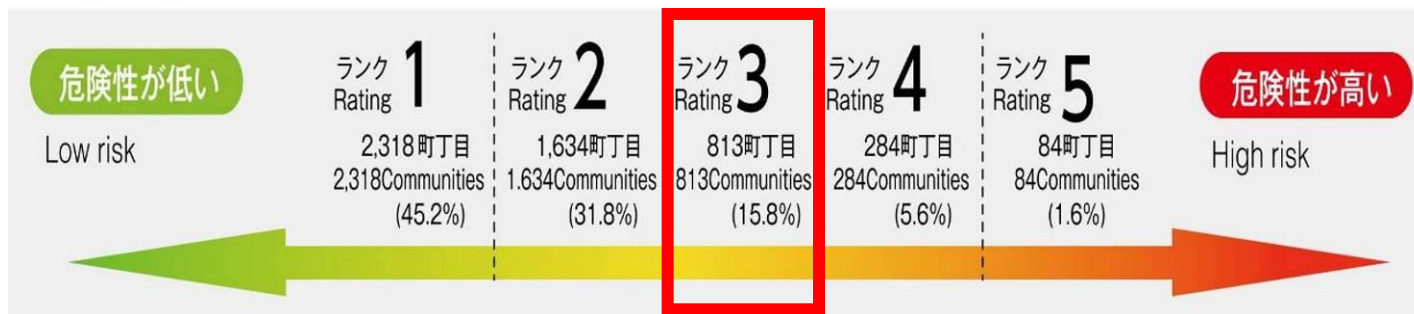 危険性が低い
Low risk
ランク Rating 1
2,318町丁目
2,318Communities
(45.2%)
ランク Rating 2
1,634町丁目
1.634Communities
(31.8%)
ランク Rating 3
813町丁目
813Communities
(15.8%)
ランク Rating 4
284町丁目
284Communities
(5.6%)
ランク Rating 5
84町丁目
84Communities
(1.6%)
危険性が高い
High risk